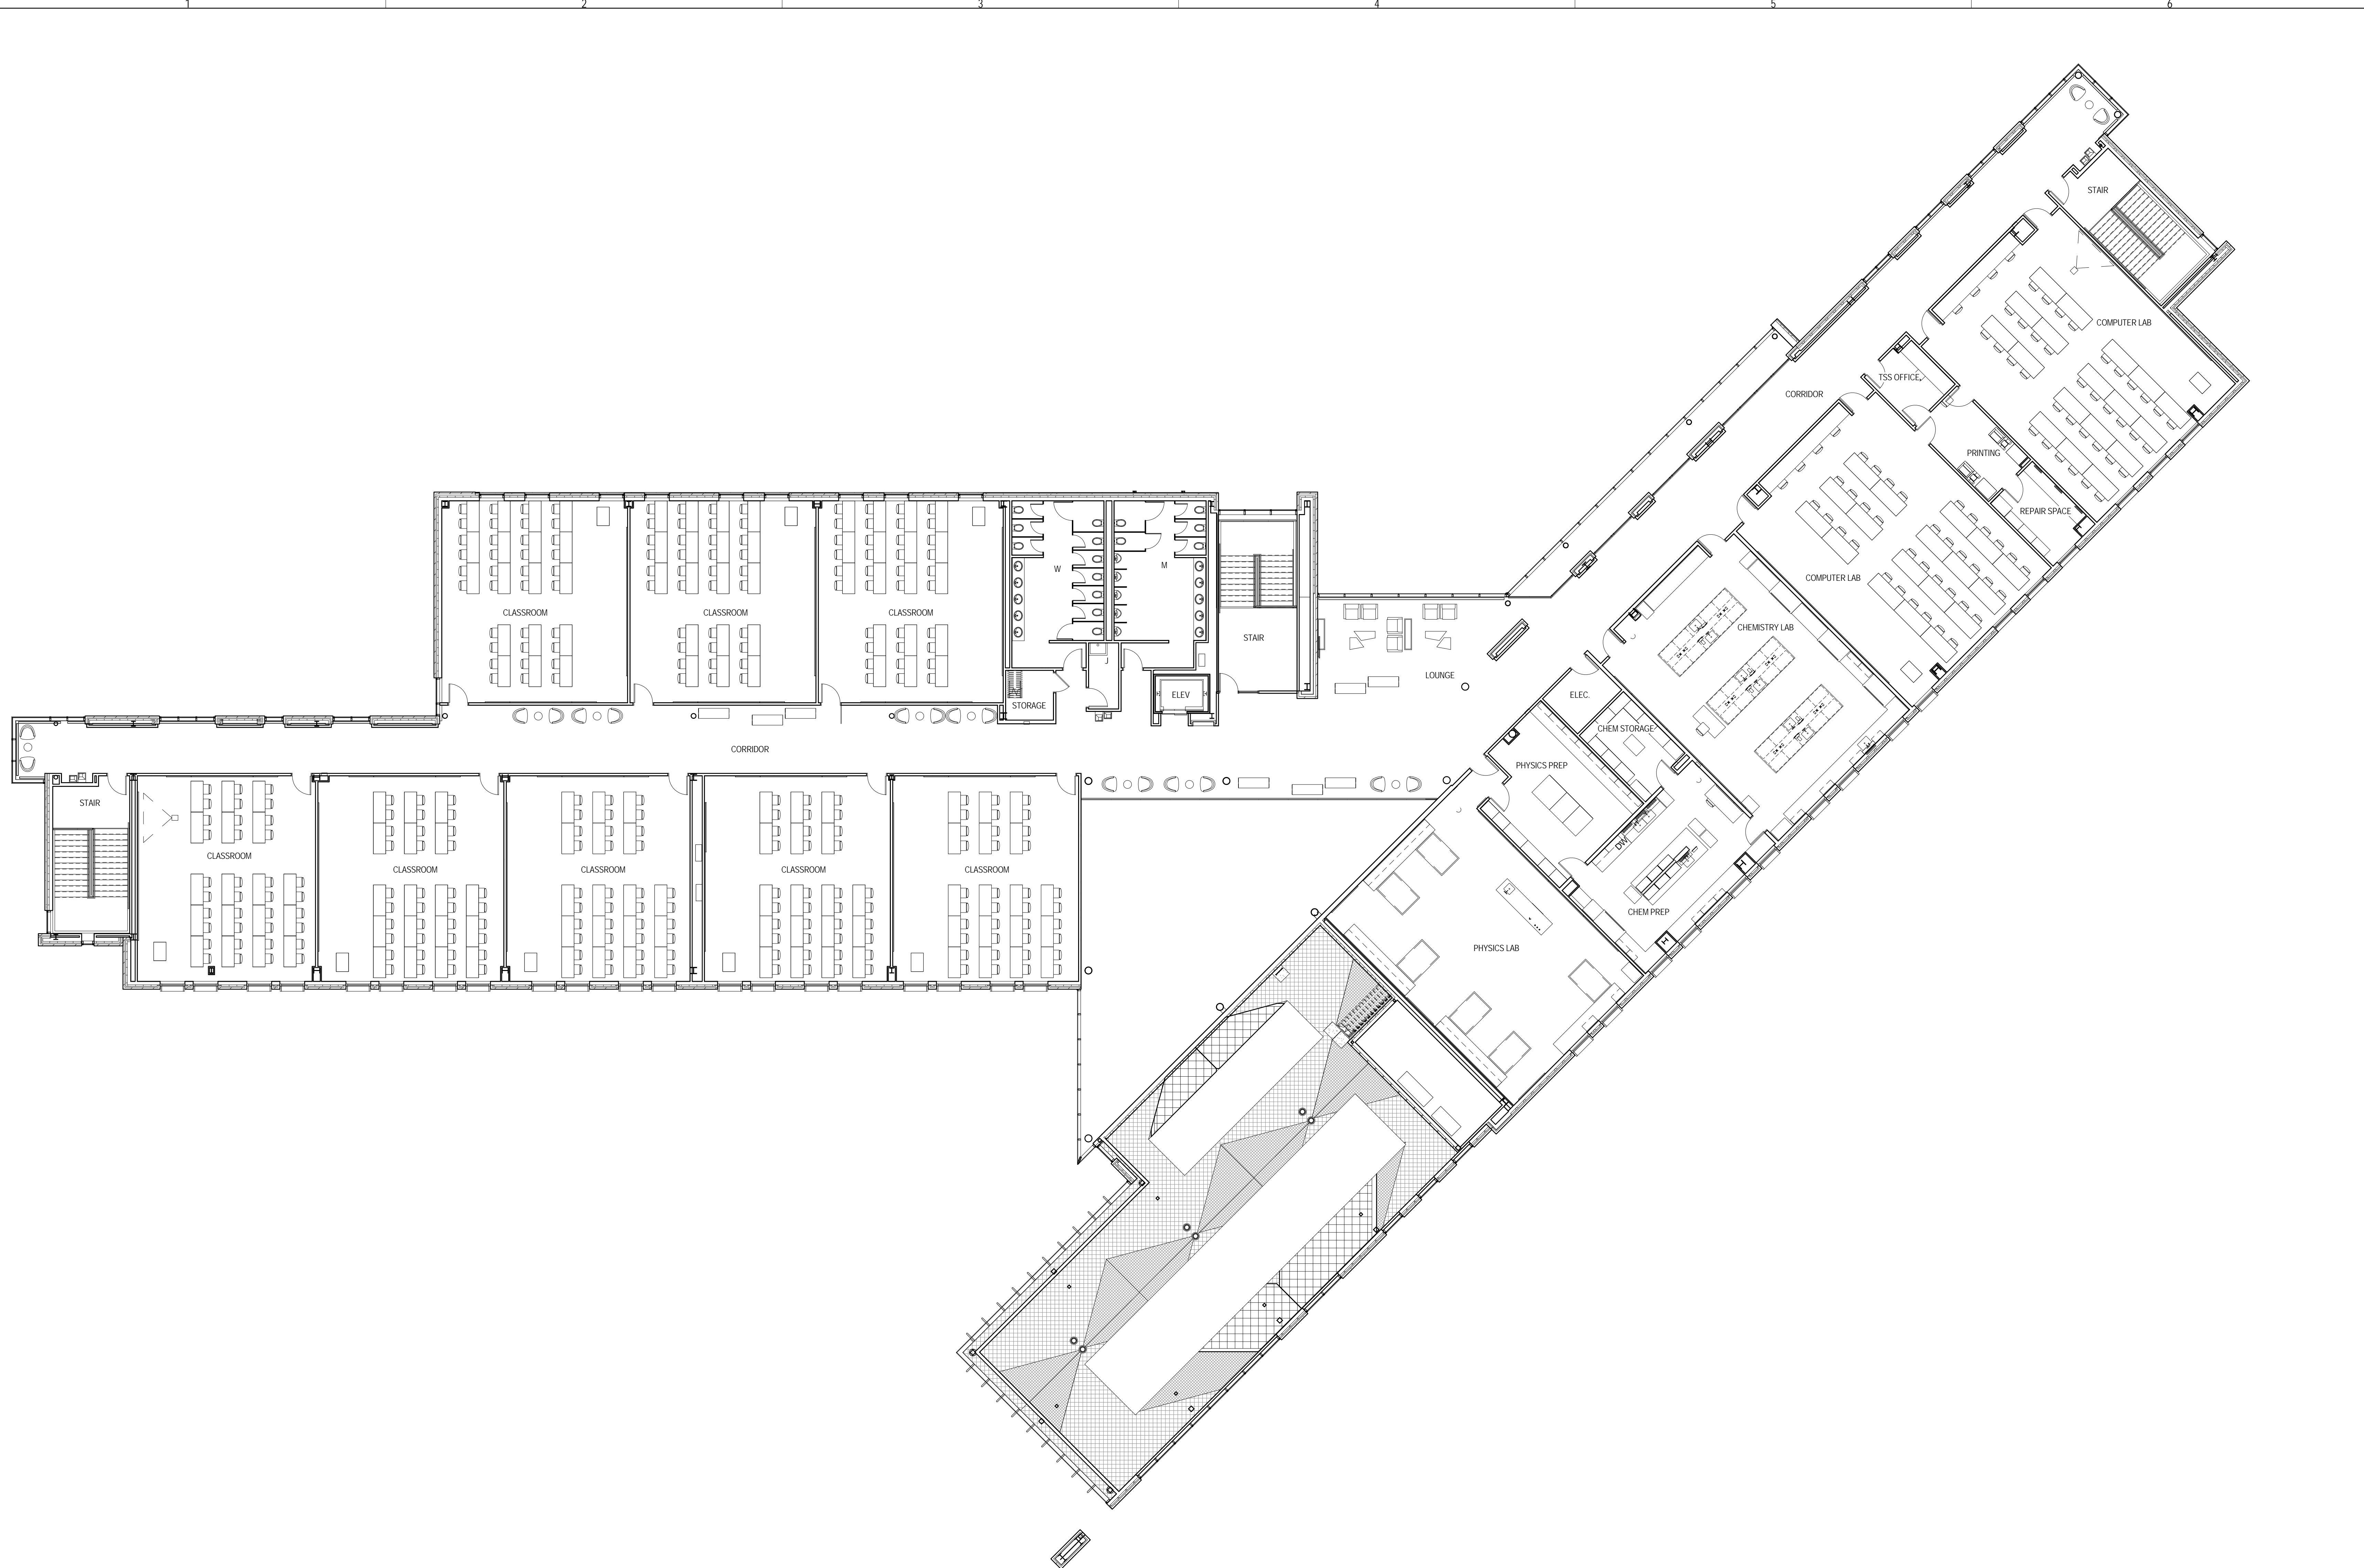 1
2
3
4
5
6
STAIR
COMPUTER LAB
TSS OFFICE
CORRIDOR
PRINTING
REPAIR SPACE
COMPUTER LAB
W
M
CLASSROOM
CLASSROOM
CLASSROOM
STAIR
CHEMISTRY LAB
J
LOUNGE
ELEV
ELEC.
STORAGE
CHEM STORAGE
CORRIDOR
PHYSICS PREP
STAIR
DW
CLASSROOM
CLASSROOM
CLASSROOM
CLASSROOM
CLASSROOM
CHEM PREP
PHYSICS LAB